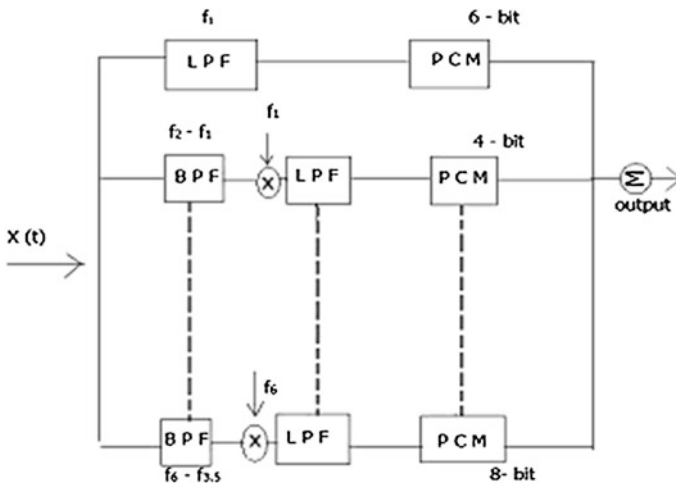 f₁ 6 - bit
L P F P C M
f₂ - f₁ f₁ 4 - bit
B P F X L P F P C M
Σ
output
X (t)
f₆
B P F X L P F P C M
f₆ - f₃.₅ 8- bit